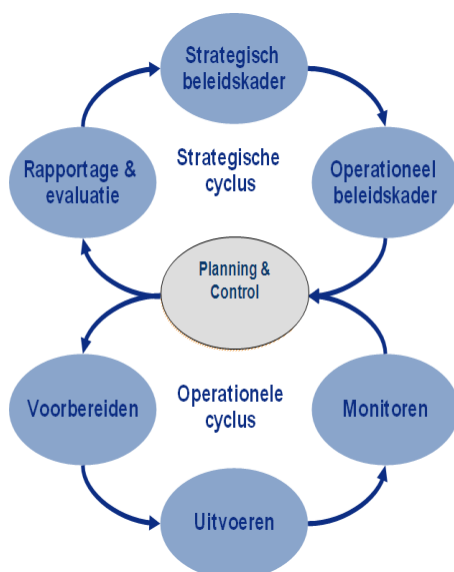 Strategisch
beleidskader
Rapportage &
evaluatie
Strategische
cyclus
Operationeel
beleidskader
Planning &
Control
Voorbereiden
Operationele
cyclus
Monitoren
Uitvoeren